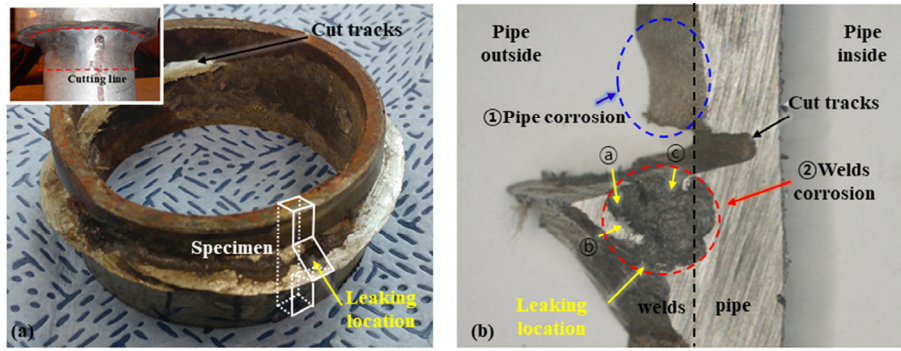 Cut tracks
Cutting line
Specimen
Leaking
location
(a)
Pipe
outside
Pipe
inside
①Pipe corrosion
Cut tracks
ⓐ
ⓒ
②Welds
corrosion
ⓑ
Leaking
location
welds
pipe
(b)